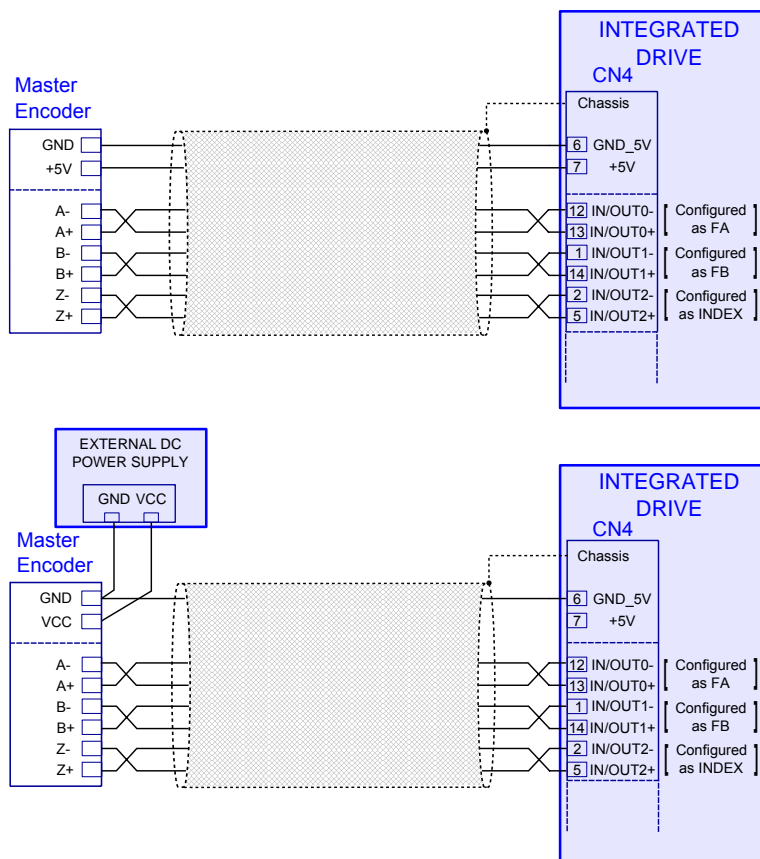 INTEGRATED
DRIVE
CN4
Chassis
Master
Encoder
GND
+5V
A-
A+
B-
B+
Z-
Z+
6 GND_5V
7 +5V
12 IN/OUT0-
13 IN/OUT0+
1 IN/OUT1-
14 IN/OUT1+
2 IN/OUT2-
5 IN/OUT2+
[ Configured ]
as FA
[ Configured ]
as FB
[ Configured ]
as INDEX
EXTERNAL DC
POWER SUPPLY
GND VCC
INTEGRATED
DRIVE
CN4
Chassis
Master
Encoder
GND
VCC
A-
A+
B-
B+
Z-
Z+
6 GND_5V
7 +5V
12 IN/OUT0-
13 IN/OUT0+
1 IN/OUT1-
14 IN/OUT1+
2 IN/OUT2-
5 IN/OUT2+
[ Configured ]
as FA
[ Configured ]
as FB
[ Configured ]
as INDEX